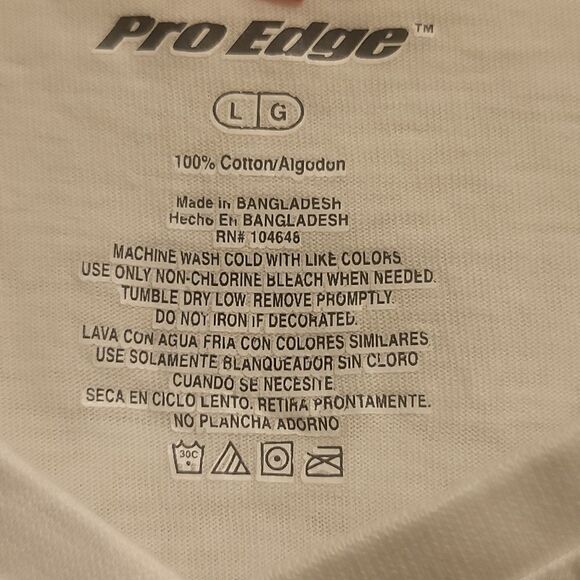 Pro Edge™
L G
100% Cotton/Algodon
Made in BANGLADESH
Hecho En BANGLADESH
RN# 104646
MACHINE WASH COLD WITH LIKE COLORS
USE ONLY NON-CHLORINE BLEACH WHEN NEEDED.
TUMBLE DRY LOW. REMOVE PROMPTLY.
DO NOT IRON IF DECORATED.
LAVA CON AGUA FRIA CON COLORES SIMILARES
USE SOLAMENTE BLANQUEADOR SIN CLORO
CUANDO SE NECESITE
SECA EN CICLO LENTO. RETIRA PRONTAMENTE.
NO PLANCHA ADORNO
30C